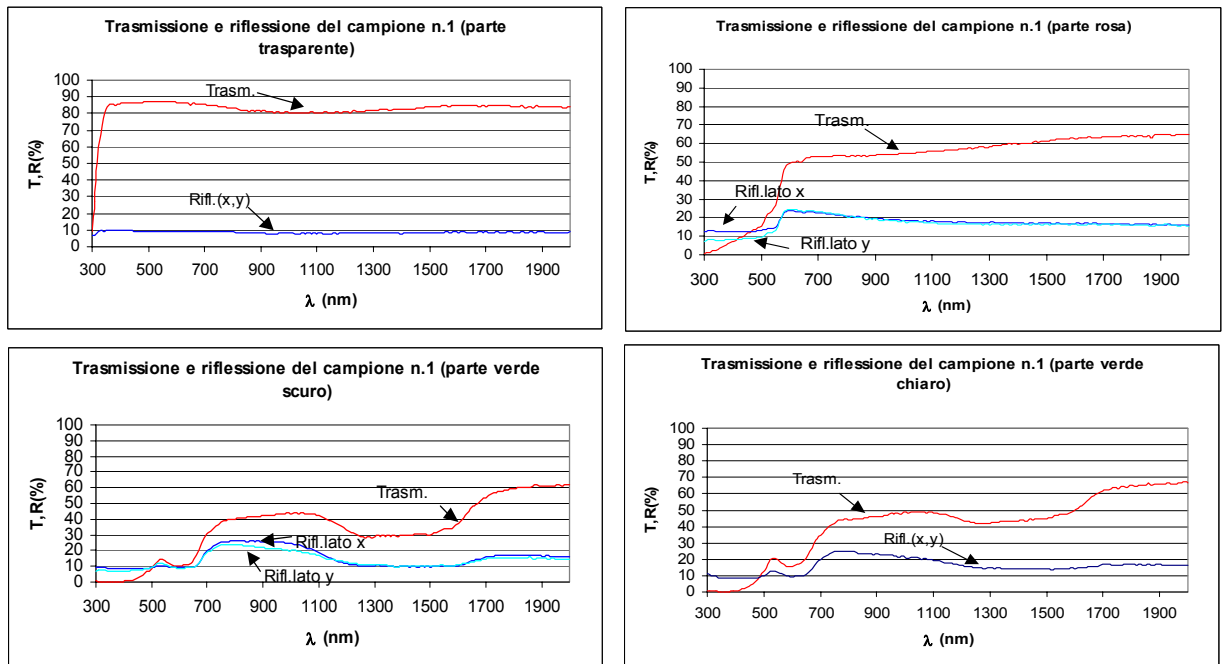 Trasmissione e riflessione del campione n.1 (parte
trasparente)
100
90
80
70
60
50
40
30
20
10
0
T,R(%)
Trasm.
Rifl.(x,y)
300 500 700 900 1100 1300 1500 1700 1900
λ (nm)
Trasmissione e riflessione del campione n.1 (parte rosa)
100
90
80
70
60
50
40
30
20
10
0
T,R(%)
Trasm.
Rifl.lato x
Rifl.lato y
300 500 700 900 1100 1300 1500 1700 1900
λ (nm)
Trasmissione e riflessione del campione n.1 (parte verde
scuro)
100
90
80
70
60
50
40
30
20
10
0
T,R(%)
Trasm.
Rifl.lato x
Rifl.lato y
300 500 700 900 1100 1300 1500 1700 1900
λ (nm)
Trasmissione e riflessione del campione n.1 (parte verde
chiaro)
100
90
80
70
60
50
40
30
20
10
0
T,R(%)
Trasm.
Rifl.(x,y)
300 500 700 900 1100 1300 1500 1700 1900
λ (nm)